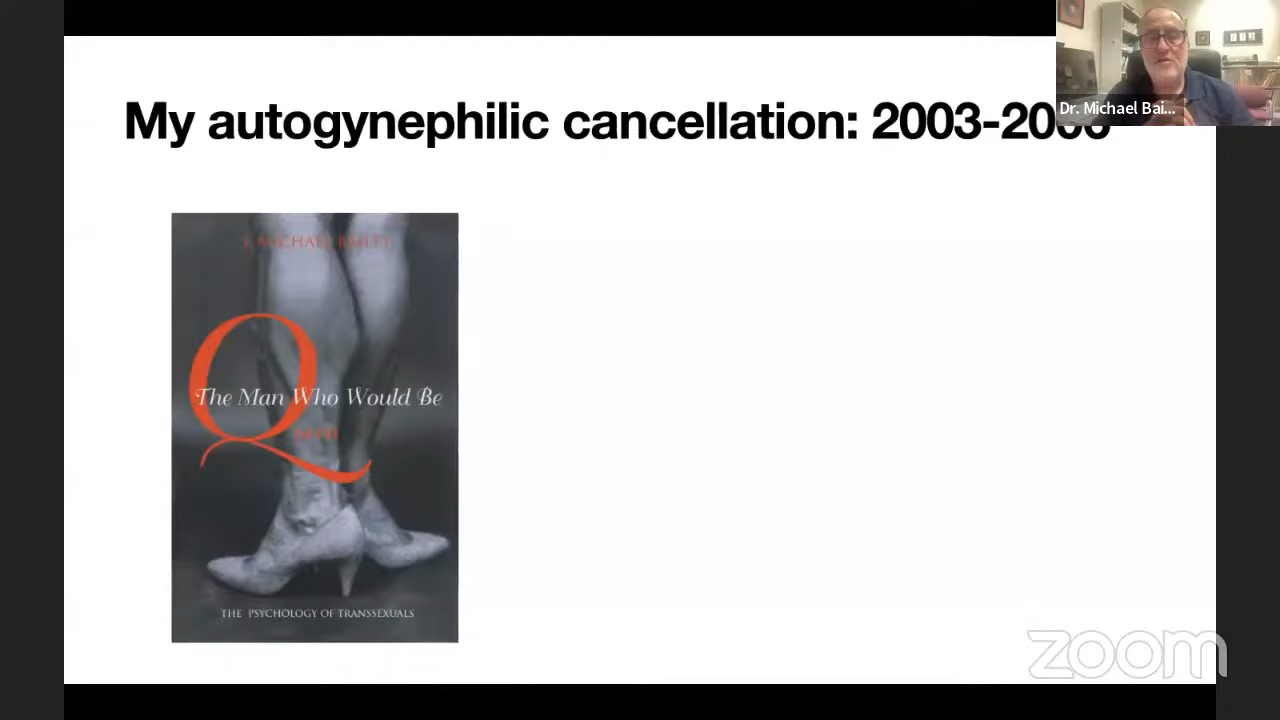 My autogynephilic cancellation: 2003-200
Dr. Michael Bai...
J. MICHAEL BAILEY
Q
The Man Who Would Be
THE PSYCHOLOGY OF TRANSSEXUALS
zoom